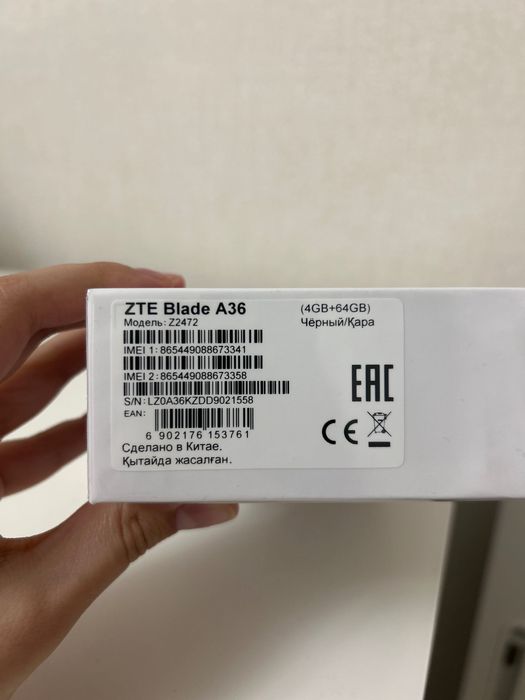 ZTE Blade A36
(4GB+64GB)
Модель: Z2472
Чёрный/Қара
IMEI 1: 865449088673341
IMEI 2: 865449088673358
S/N: LZ0A36KZDD9021558
EAN:
6 902176 153761
EAC
CE
Сделано в Китае.
Қытайда жасалған.